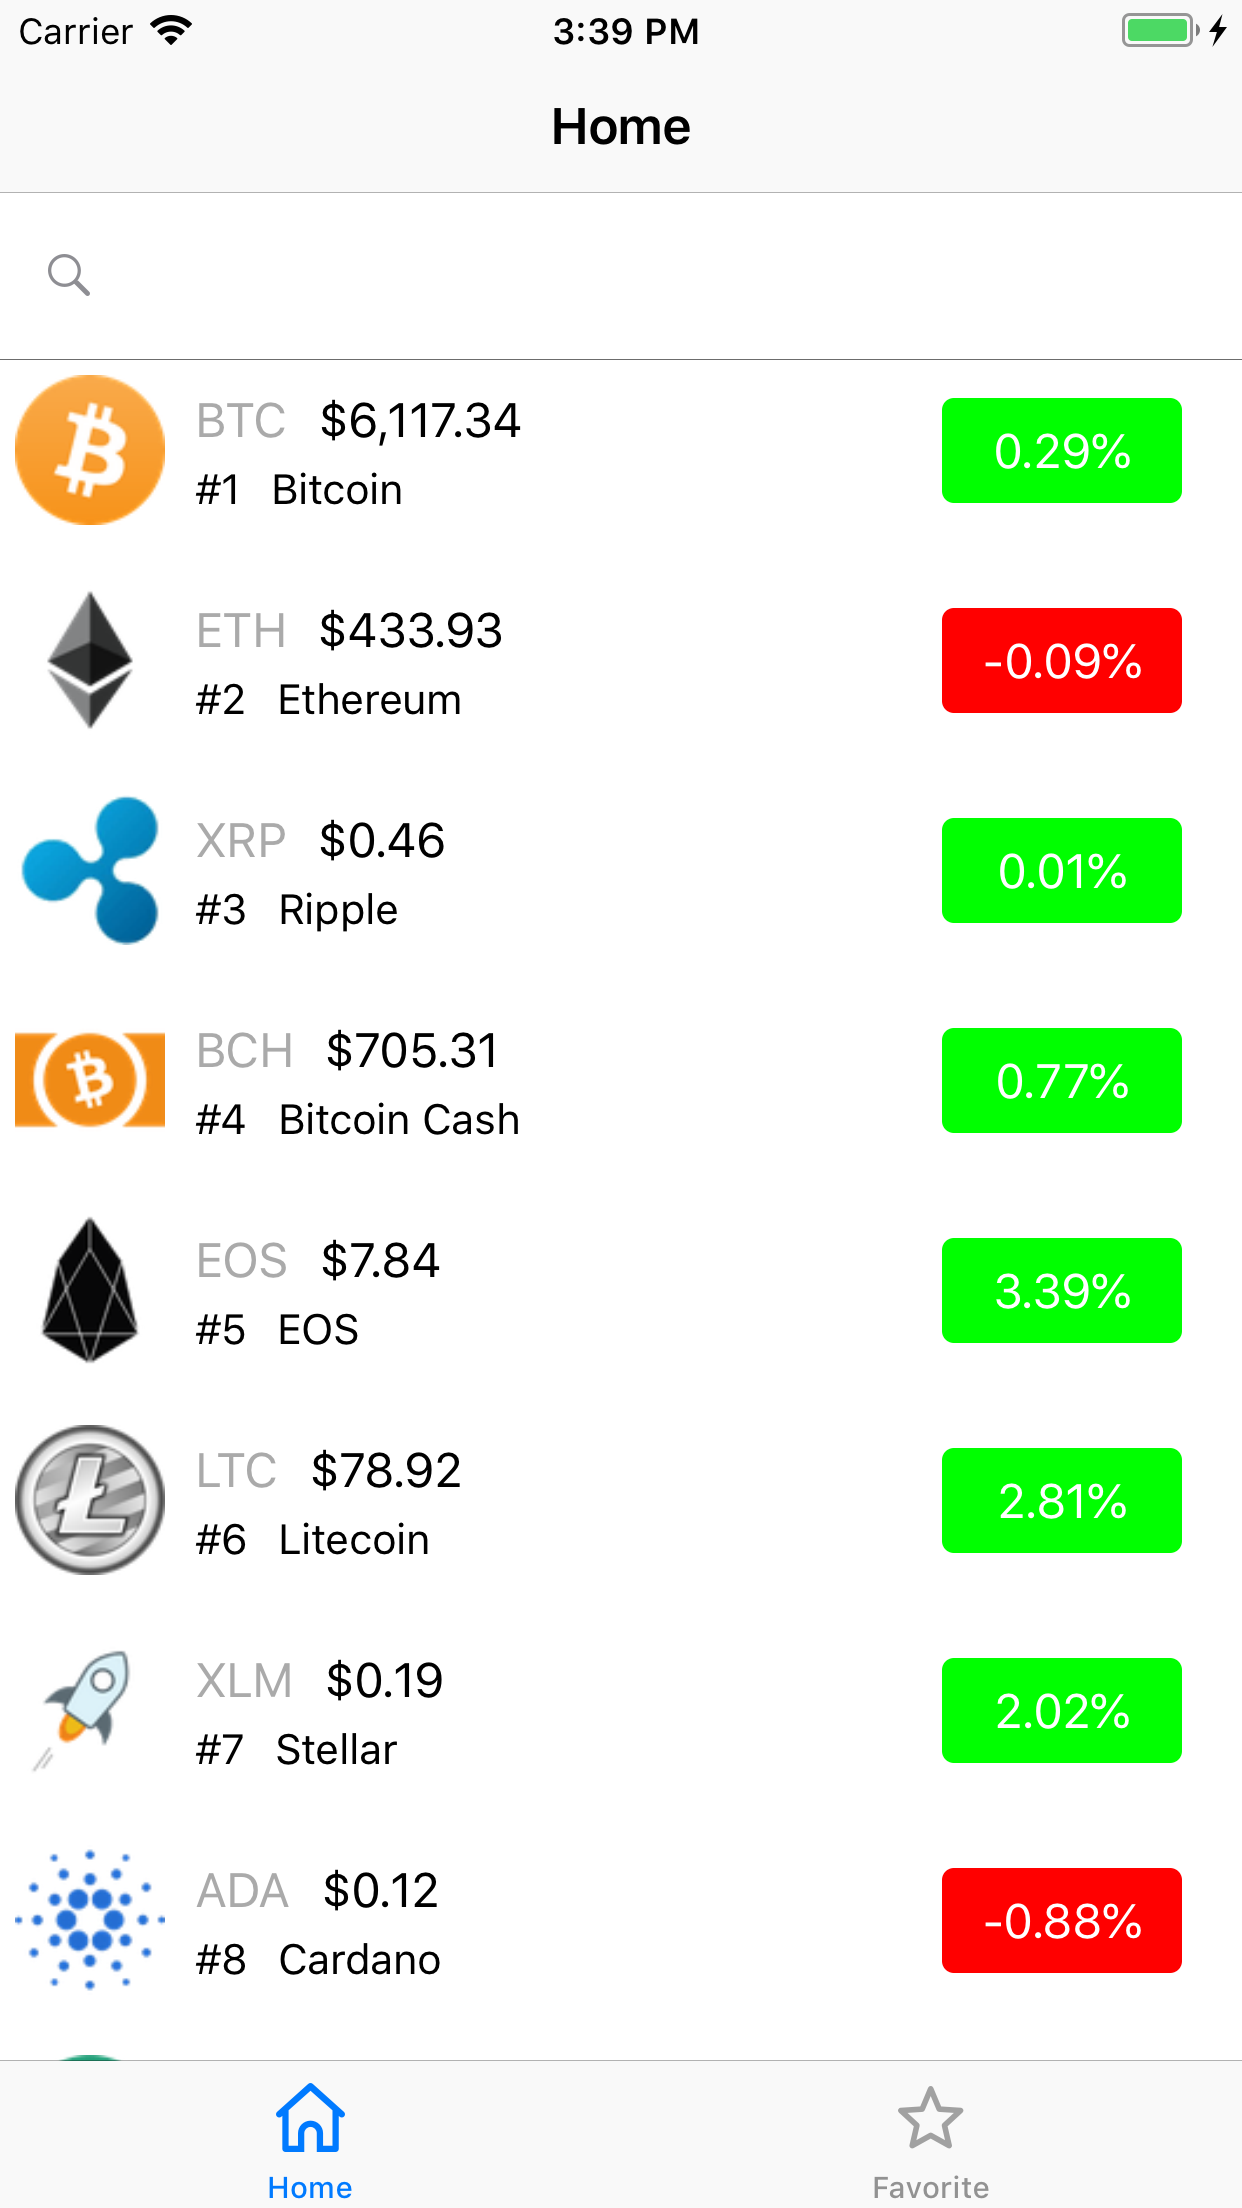 Carrier 3:39 PM
Home
BTC $6,117.34
#1 Bitcoin
0.29%
ETH $433.93
#2 Ethereum
-0.09%
XRP $0.46
#3 Ripple
0.01%
BCH $705.31
#4 Bitcoin Cash
0.77%
EOS $7.84
#5 EOS
3.39%
LTC $78.92
#6 Litecoin
2.81%
XLM $0.19
#7 Stellar
2.02%
ADA $0.12
#8 Cardano
-0.88%
Home Favorite